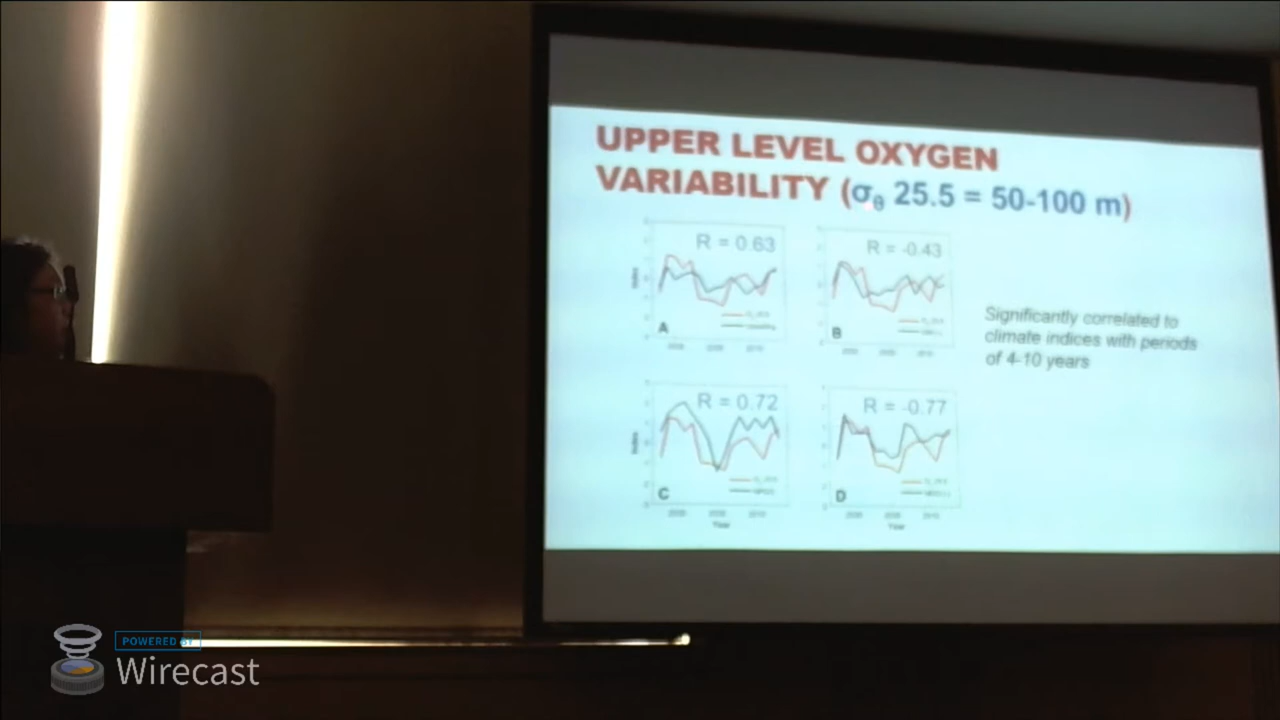 UPPER LEVEL OXYGEN
VARIABILITY (σθ 25.5 = 50-100 m)
R = 0.63
A
R = -0.43
B
Significantly correlated to
climate indices with periods
of 4-10 years
R = 0.72
C
Year
R = -0.77
D
Year
POWERED BY
Wirecast